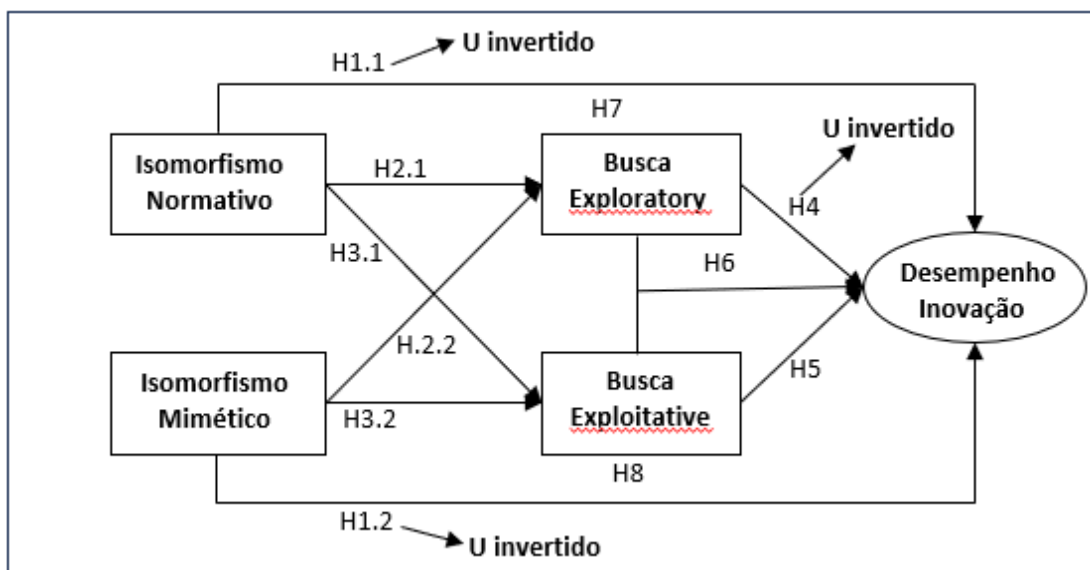 U invertido
H1.1
H7
U invertido
Isomorfismo
Normativo
H2.1
Busca
Exploratory
H4
H3.1
H6
Desempenho
Inovação
H.2.2
Isomorfismo
Mimético
H3.2
Busca
Exploitative
H5
H8
H1.2
U invertido